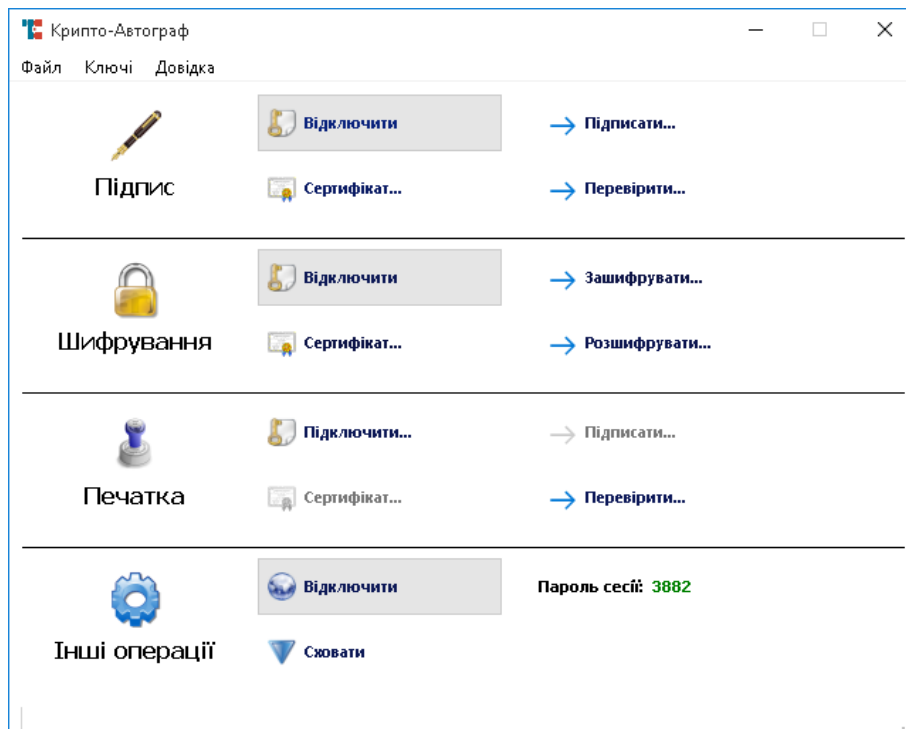 Крипто-Автограф
Файл Ключі Довідка
Відключити Підписати...
Підпис
Сертифікат... Перевірити...
Відключити Зашифрувати...
Шифрування
Сертифікат... Розшифрувати...
Підключити... Підписати...
Печатка
Сертифікат... Перевірити...
Відключити Пароль сесії: 3882
Інші операції
Сховати